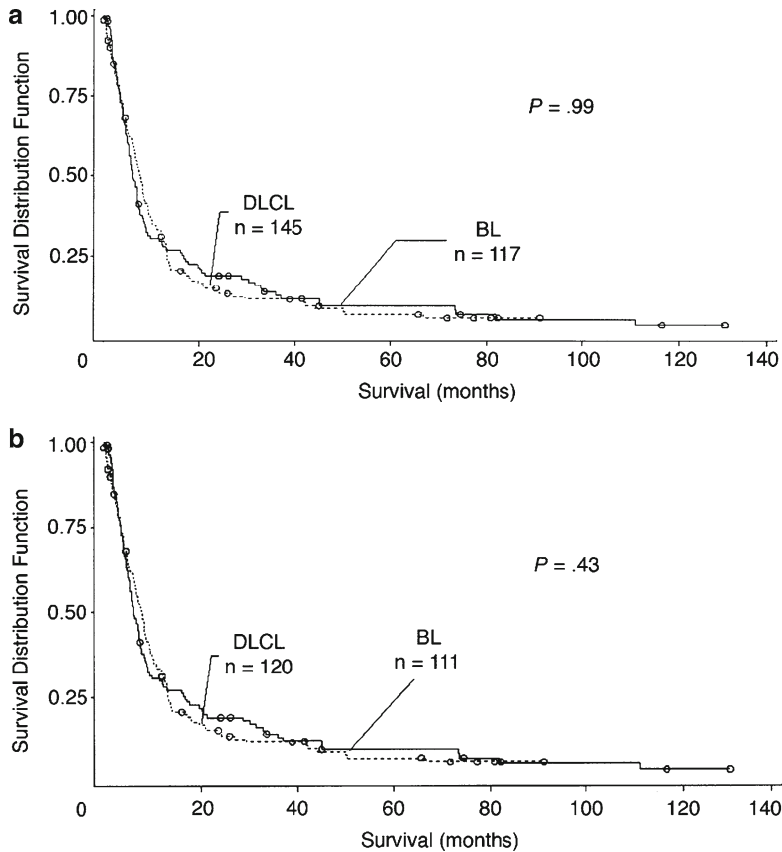 a
1.00
0.75
0.50
0.25
0
Survival Distribution Function
P = .99
DLCL
n = 145
BL
n = 117
20
40
60
80
100
120
140
Survival (months)
b
1.00
0.75
0.50
0.25
0
Survival Distribution Function
P = .43
DLCL
n = 120
BL
n = 111
20
40
60
80
100
120
140
Survival (months)